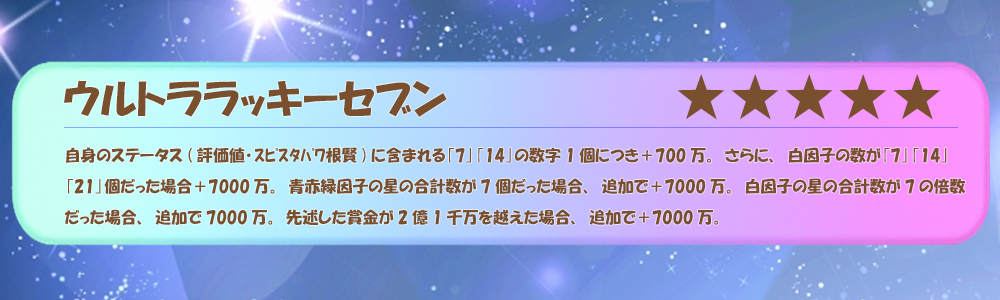 ウルトララッキーセブン ★★★★★
自身のステータス(評価値・スピスタパワ根賢)に含まれる「7」「14」の数字1個につき+700万。さらに、白因子の数が「7」「14」
「21」個だった場合+7000万。青赤緑因子の星の合計数が7個だった場合、追加で+7000万。白因子の星の合計数が7の倍数
だった場合、追加で7000万。先述した賞金が2億1千万を越えた場合、追加で+7000万。